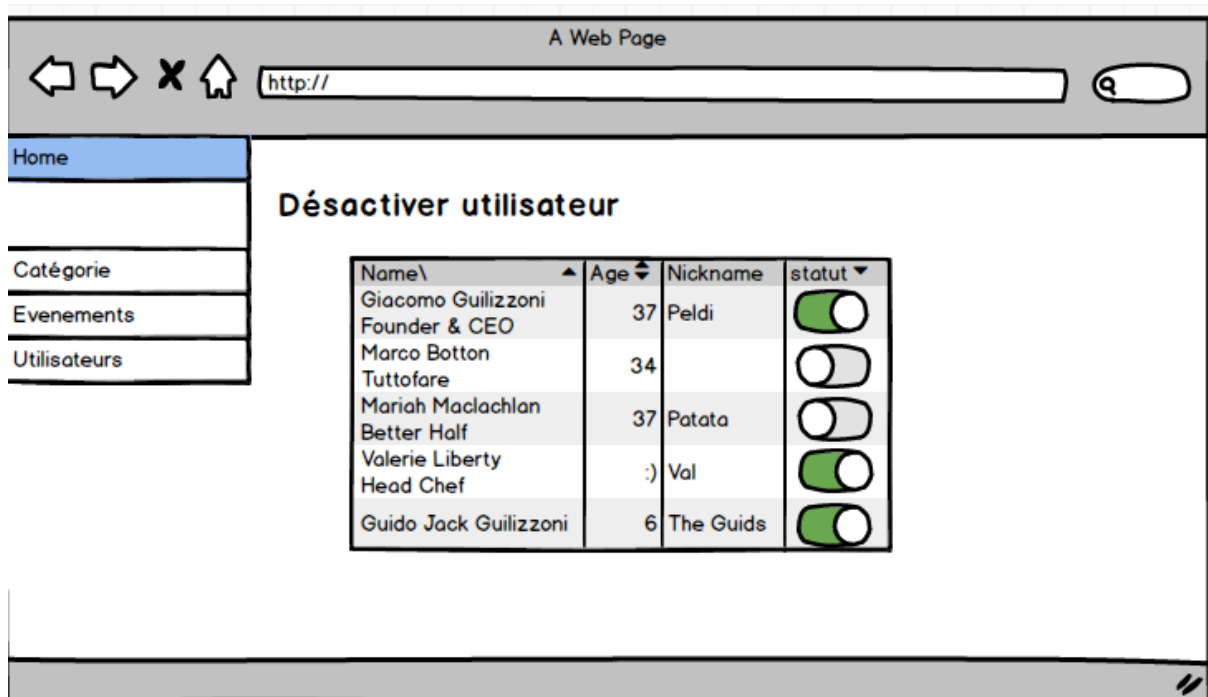 A Web Page
http://
Home
Catégorie
Evenements
Utilisateurs
Désactiver utilisateur
Name\ Age Nickname statut
Giacomo Guilizzoni
Founder & CEO
37 Peldi
Marco Botton
Tuttofare
34
Mariah Maclachlan
Better Half
37 Patata
Valerie Liberty
Head Chef
:) Val
Guido Jack Guilizzoni 6 The Guids